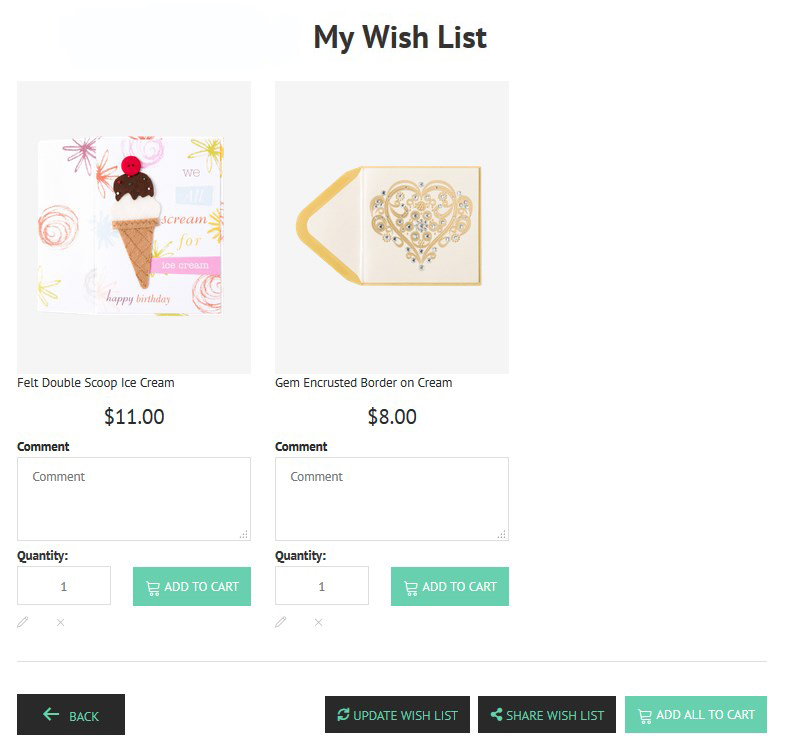 My Wish List
we
All
scream
for
ice cream
happy birthday
Felt Double Scoop Ice Cream
$11.00
Comment
Comment
Quantity:
1
ADD TO CART
Gem Encrusted Border on Cream
$8.00
Comment
Comment
Quantity:
1
ADD TO CART
BACK
UPDATE WISH LIST
SHARE WISH LIST
ADD ALL TO CART